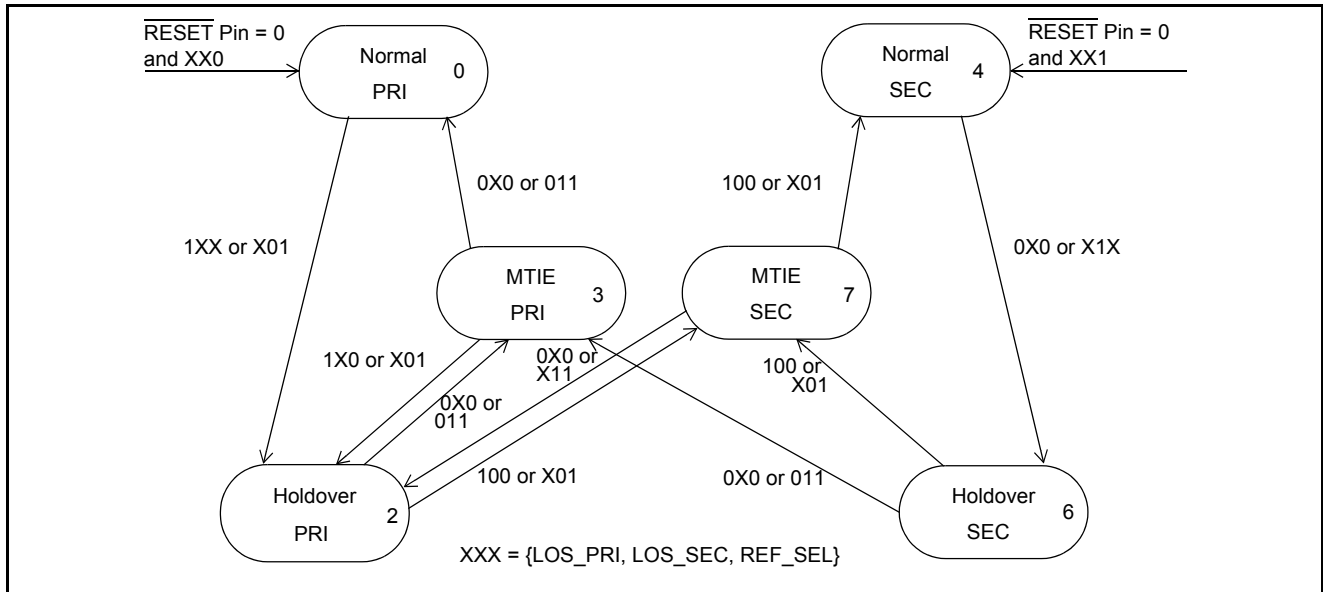 RESET Pin = 0
and XX0
Normal
PRI
0
Normal
SEC
4
RESET Pin = 0
and XX1
0X0 or 011
100 or X01
1XX or X01
0X0 or X1X
MTIE
PRI
3
MTIE
SEC
7
1X0 or X01
0X0 or
X11
100 or
X01
0X0 or
011
100 or X01
0X0 or 011
Holdover
PRI
2
Holdover
SEC
6
XXX = {LOS_PRI, LOS_SEC, REF_SEL}